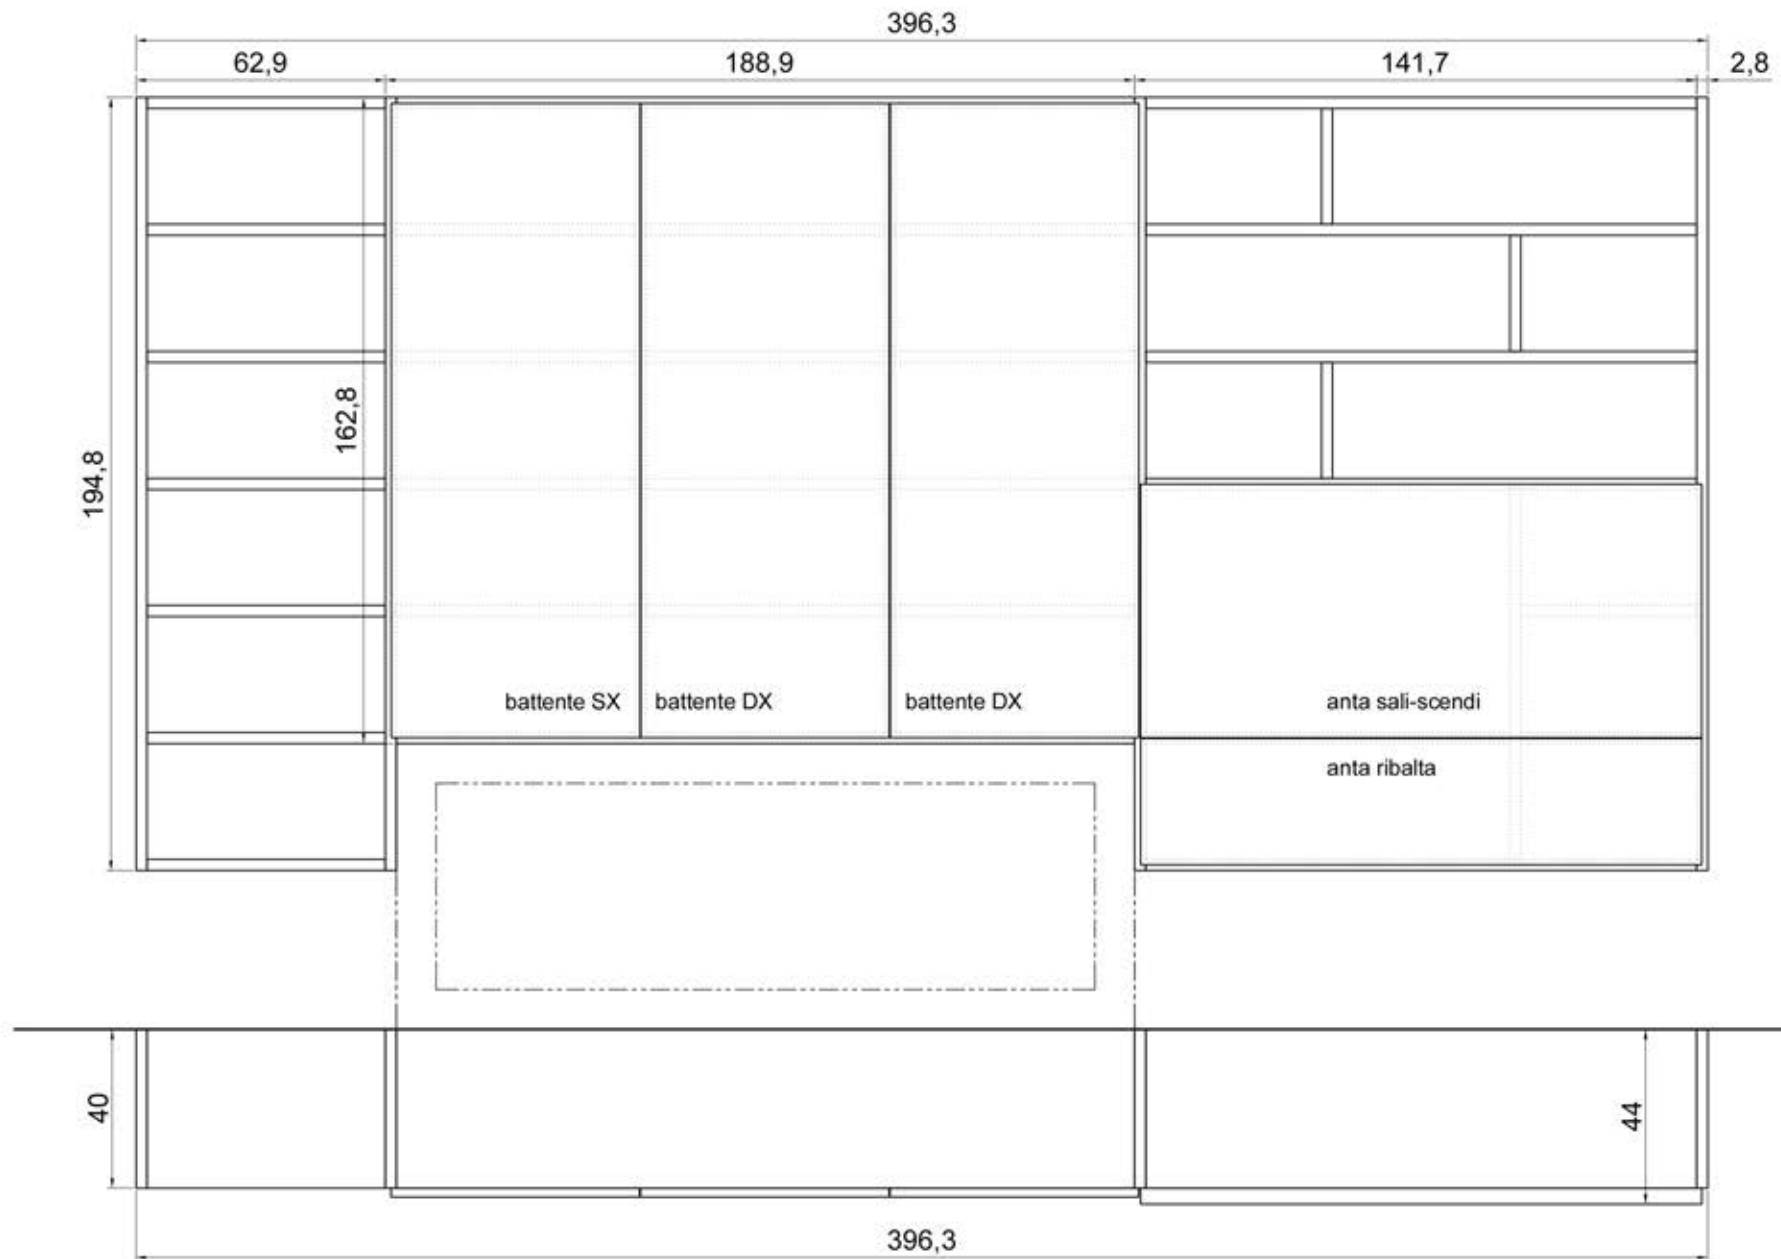 396,3
62,9 188,9 141,7 2,8
162,8
194,8
battente SX battente DX battente DX anta sali-scendi
anta ribalta
40 44
396,3